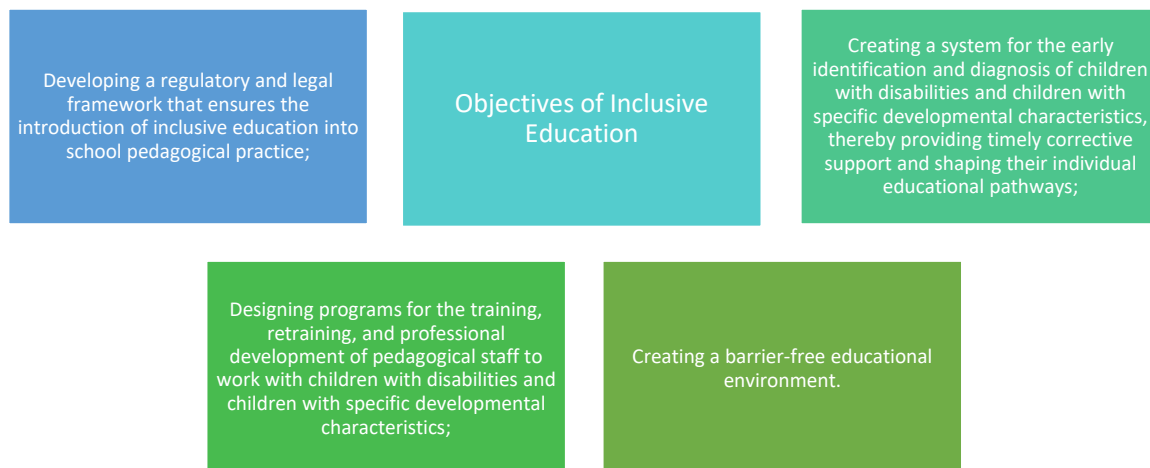 Developing a regulatory and legal
framework that ensures the
introduction of inclusive education into
school pedagogical practice;
Objectives of Inclusive
Education
Creating a system for the early
identification and diagnosis of children
with disabilities and children with
specific developmental characteristics,
thereby providing timely corrective
support and shaping their individual
educational pathways;
Designing programs for the training,
retraining, and professional
development of pedagogical staff to
work with children with disabilities and
children with specific developmental
characteristics;
Creating a barrier-free educational
environment.